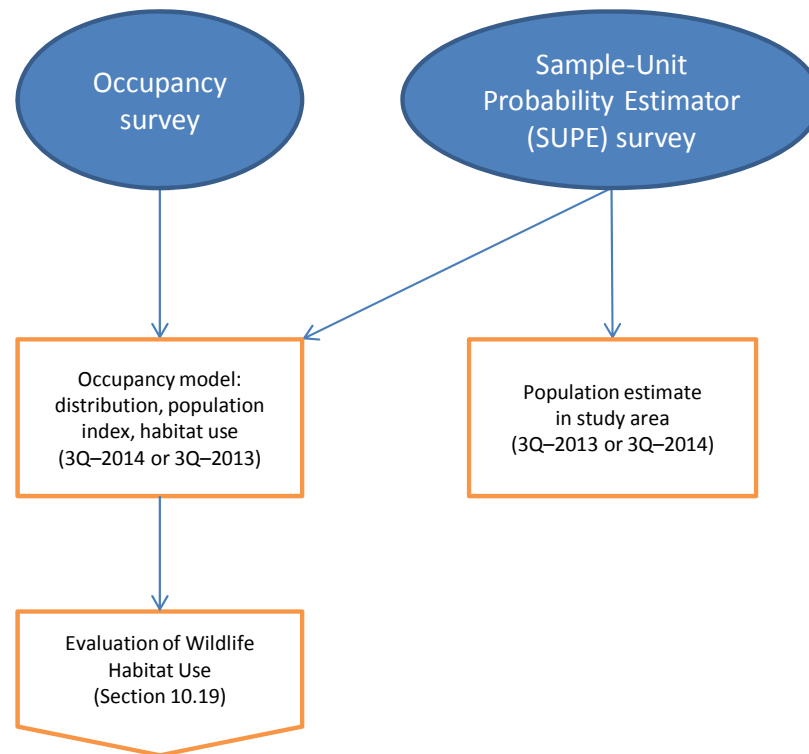 Occupancy
survey
Sample-Unit
Probability Estimator
(SUPE) survey
Occupancy model:
distribution, population
index, habitat use
(3Q–2014 or 3Q–2013)
Population estimate
in study area
(3Q–2013 or 3Q–2014)
Evaluation of Wildlife
Habitat Use
(Section 10.19)